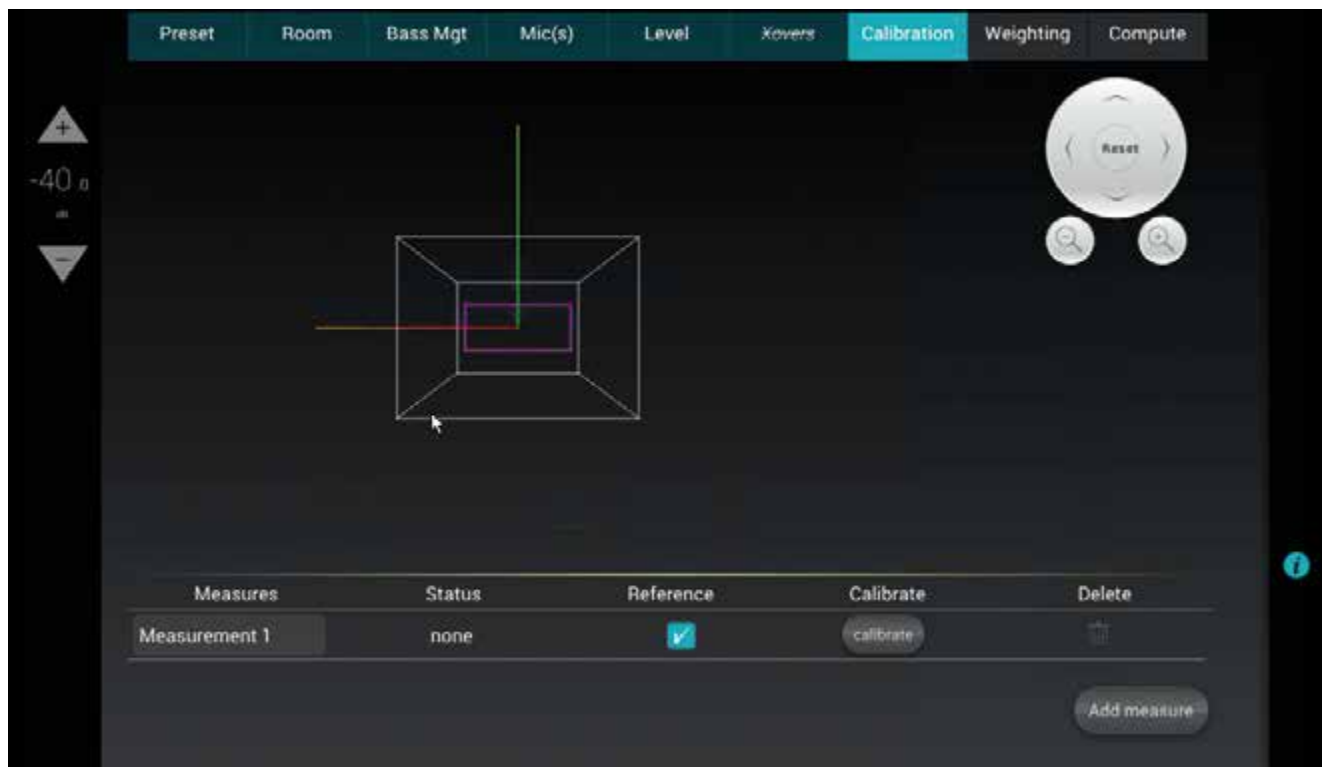 Preset Room Bass Mgt Mic(s) Level Xovers Calibration Weighting Compute
+
Reset
-40.0
dB
-
Measures Status Reference Calibrate Delete
Measurement 1 none calibrate
Add measure
i